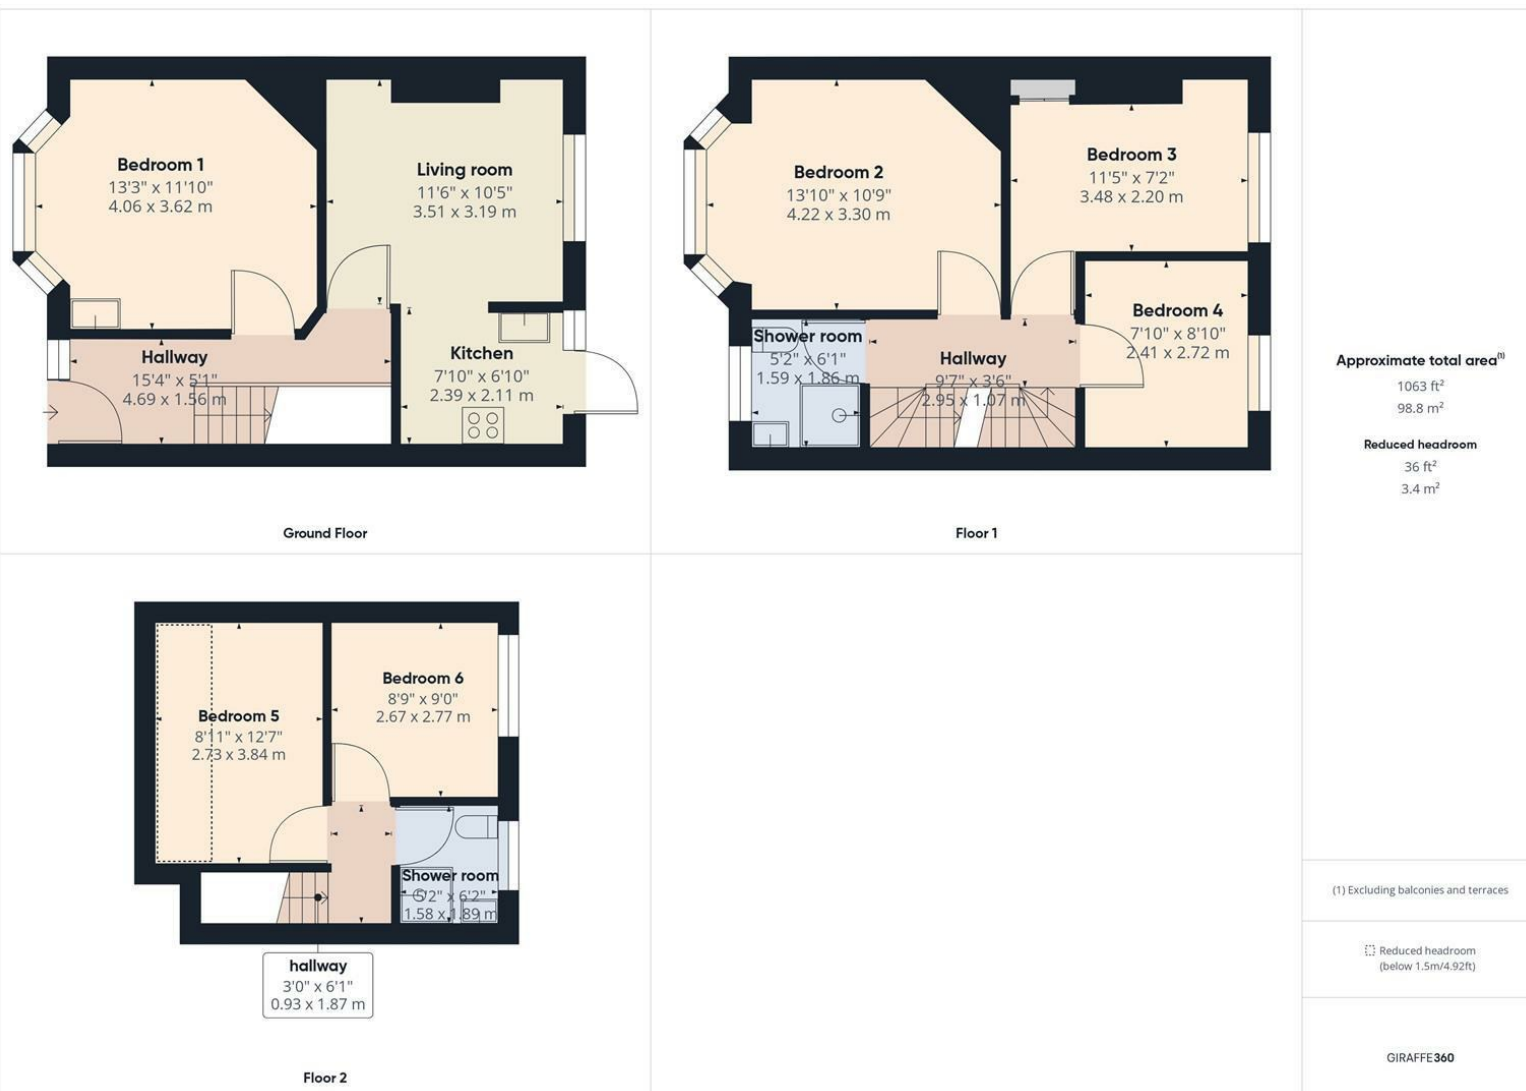 Bedroom 1
13'3" x 11'10"
4.06 x 3.62 m
Living room
11'6" x 10'5"
3.51 x 3.19 m
Hallway
15'4" x 5'1"
4.69 x 1.56 m
Kitchen
7'10" x 6'10"
2.39 x 2.11 m
Ground Floor
Bedroom 2
13'10" x 10'9"
4.22 x 3.30 m
Bedroom 3
11'5" x 7'2"
3.48 x 2.20 m
Bedroom 4
7'10" x 8'10"
2.41 x 2.72 m
Shower room
5'2" x 6'1"
1.59 x 1.86 m
Hallway
9'7" x 3'6"
2.95 x 1.07 m
Floor 1
Approximate total area(1)
1063 ft²
98.8 m²
Reduced headroom
36 ft²
3.4 m²
Bedroom 5
8'11" x 12'7"
2.73 x 3.84 m
Bedroom 6
8'9" x 9'0"
2.67 x 2.77 m
Shower room
5'2" x 6'2"
1.58 x 1.89 m
hallway
3'0" x 6'1"
0.93 x 1.87 m
Floor 2
(1) Excluding balconies and terraces
Reduced headroom
(below 1.5m/4.92ft)
GIRAFFE360